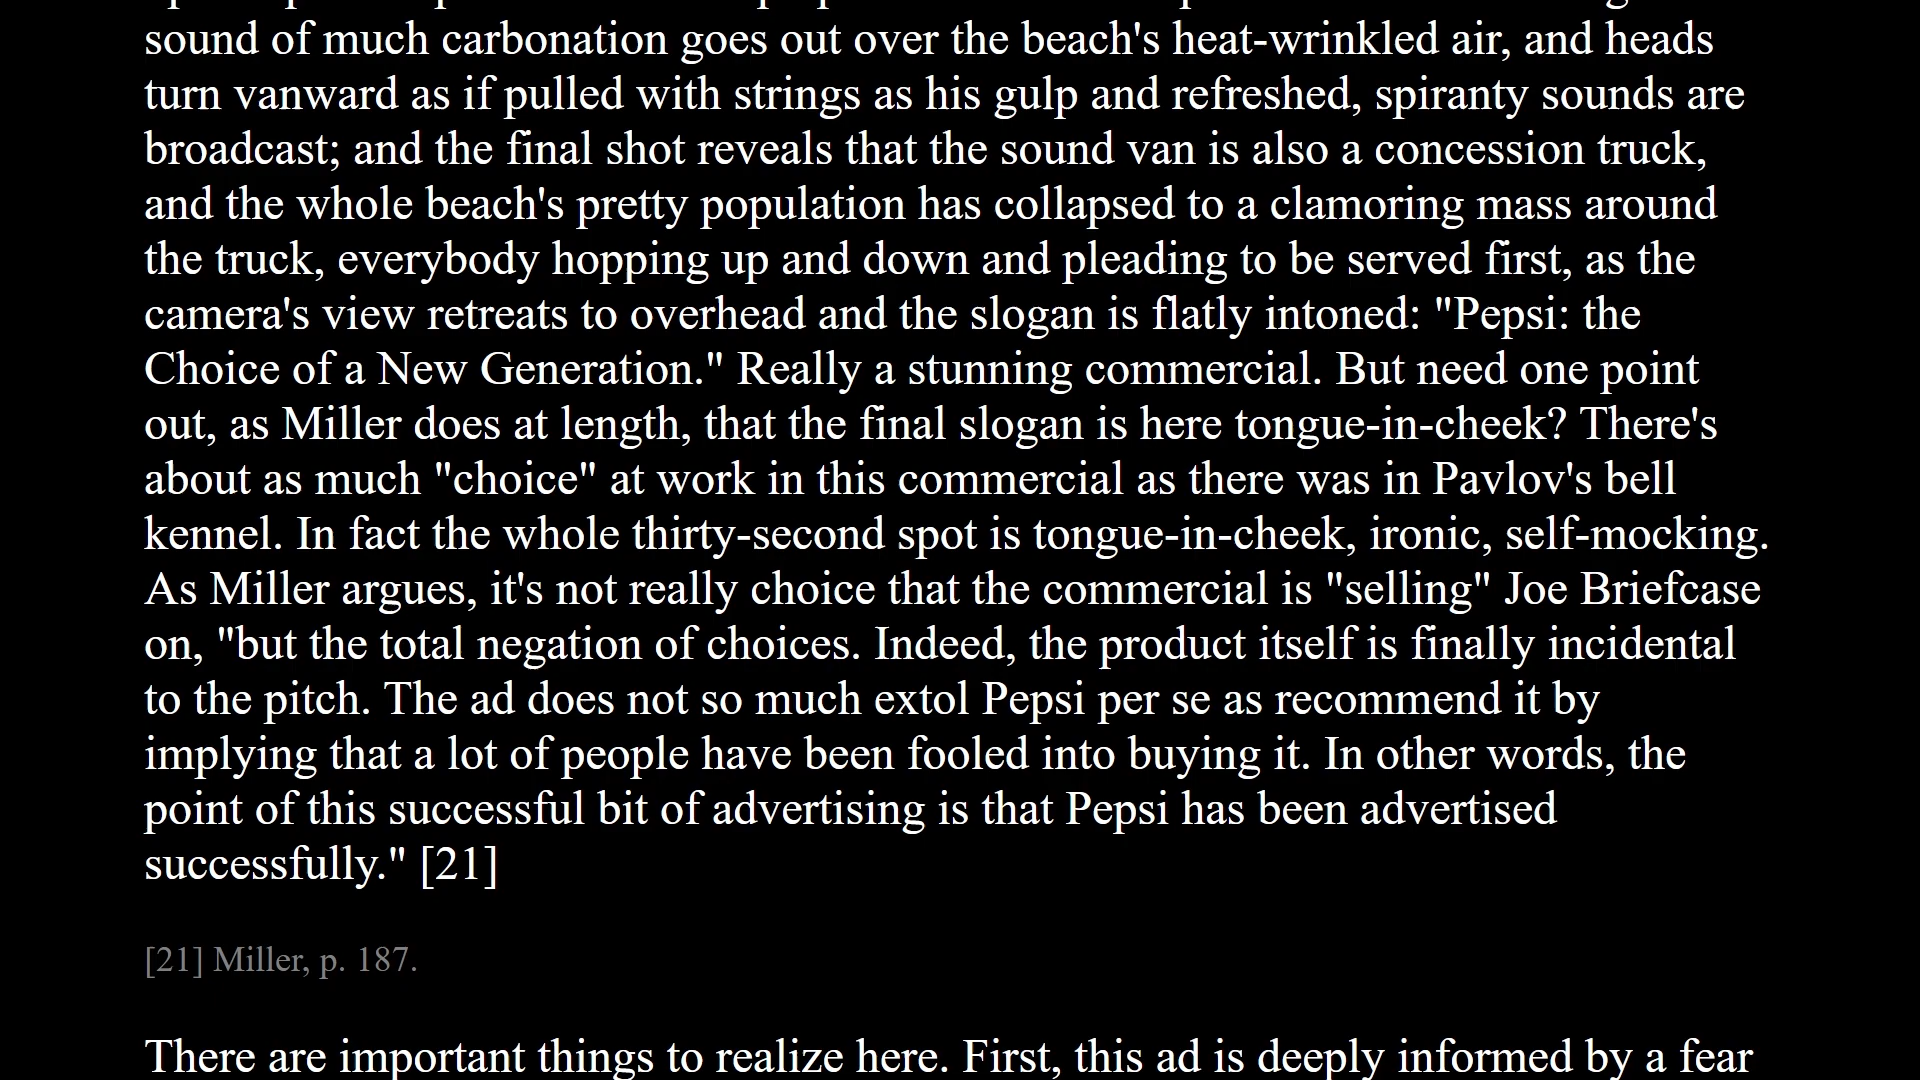 sound of much carbonation goes out over the beach's heat-wrinkled air, and heads
turn vanward as if pulled with strings as his gulp and refreshed, spiranty sounds are
broadcast; and the final shot reveals that the sound van is also a concession truck,
and the whole beach's pretty population has collapsed to a clamoring mass around
the truck, everybody hopping up and down and pleading to be served first, as the
camera's view retreats to overhead and the slogan is flatly intoned: "Pepsi: the
Choice of a New Generation." Really a stunning commercial. But need one point
out, as Miller does at length, that the final slogan is here tongue-in-cheek? There's
about as much "choice" at work in this commercial as there was in Pavlov's bell
kennel. In fact the whole thirty-second spot is tongue-in-cheek, ironic, self-mocking.
As Miller argues, it's not really choice that the commercial is "selling" Joe Briefcase
on, "but the total negation of choices. Indeed, the product itself is finally incidental
to the pitch. The ad does not so much extol Pepsi per se as recommend it by
implying that a lot of people have been fooled into buying it. In other words, the
point of this successful bit of advertising is that Pepsi has been advertised
successfully." [21]
[21] Miller, p. 187.
There are important things to realize here. First, this ad is deeply informed by a fear